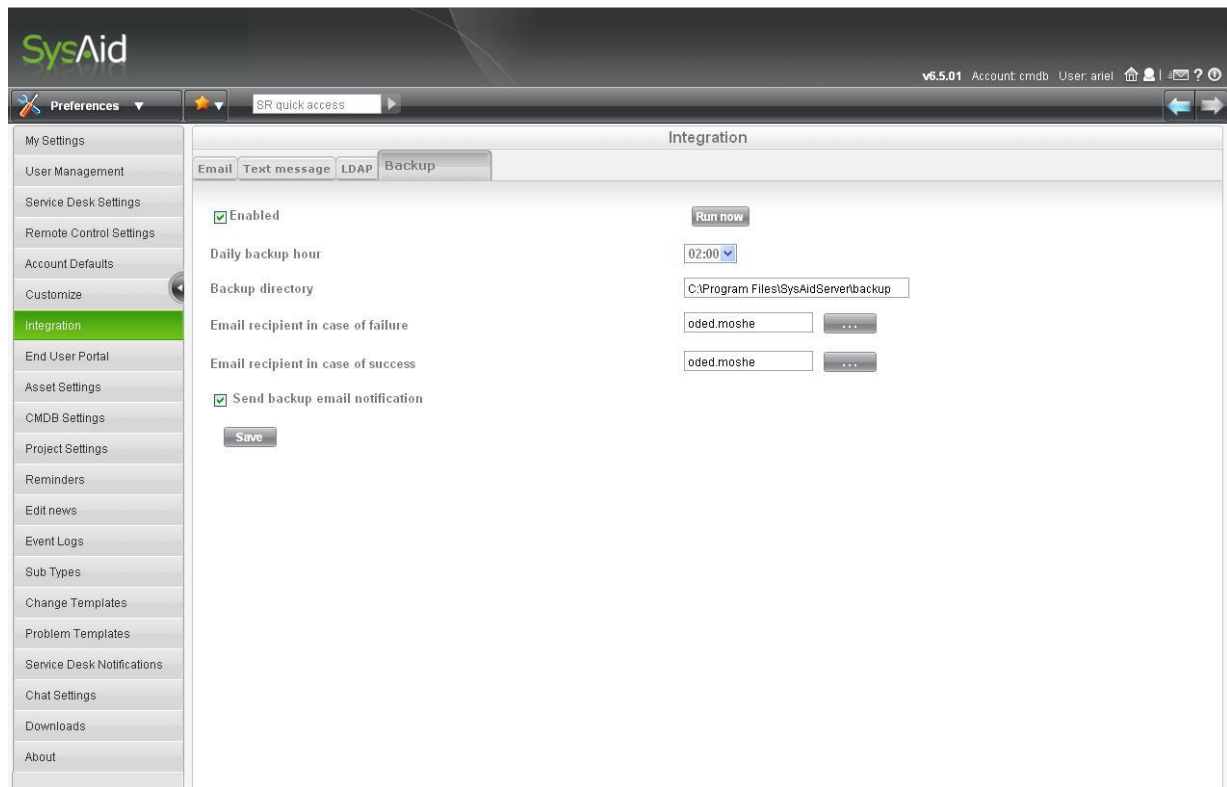 SysAid
v6.5.01 Account: cmdb User: ariel
Preferences
SR quick access
My Settings
User Management
Service Desk Settings
Remote Control Settings
Account Defaults
Customize
Integration
End User Portal
Asset Settings
CMDB Settings
Project Settings
Reminders
Edit news
Event Logs
Sub Types
Change Templates
Problem Templates
Service Desk Notifications
Chat Settings
Downloads
About
Integration
Email Text message LDAP Backup
Enabled Run now
Daily backup hour 02:00
Backup directory C:\Program Files\SysAidServer\backup
Email recipient in case of failure oded.moshe ...
Email recipient in case of success oded.moshe ...
Send backup email notification
Save